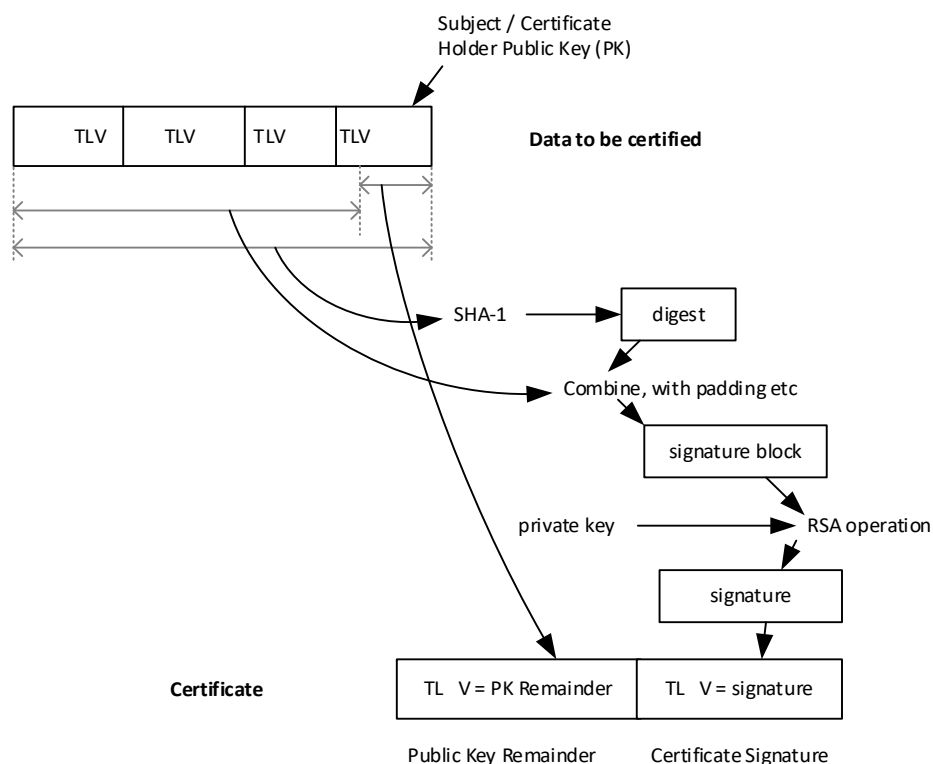 Subject / Certificate
Holder Public Key (PK)
TLV TLV TLV TLV
Data to be certified
SHA-1
digest
Combine, with padding etc
signature block
private key
RSA operation
signature
Certificate
TL V = PK Remainder
TL V = signature
Public Key Remainder
Certificate Signature